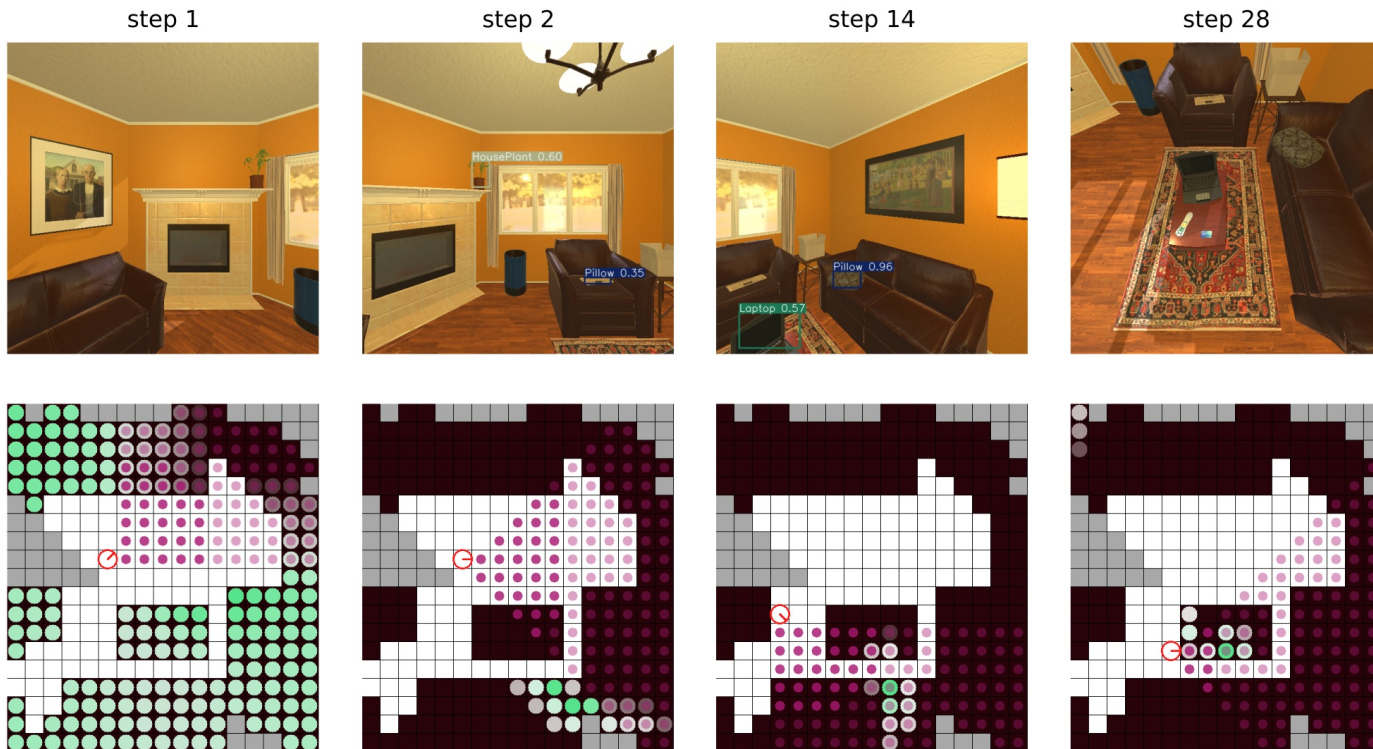 step 1
step 2
step 14
step 28
HousePlant 0.60
Pillow 0.35
Pillow 0.96
Laptop 0.57